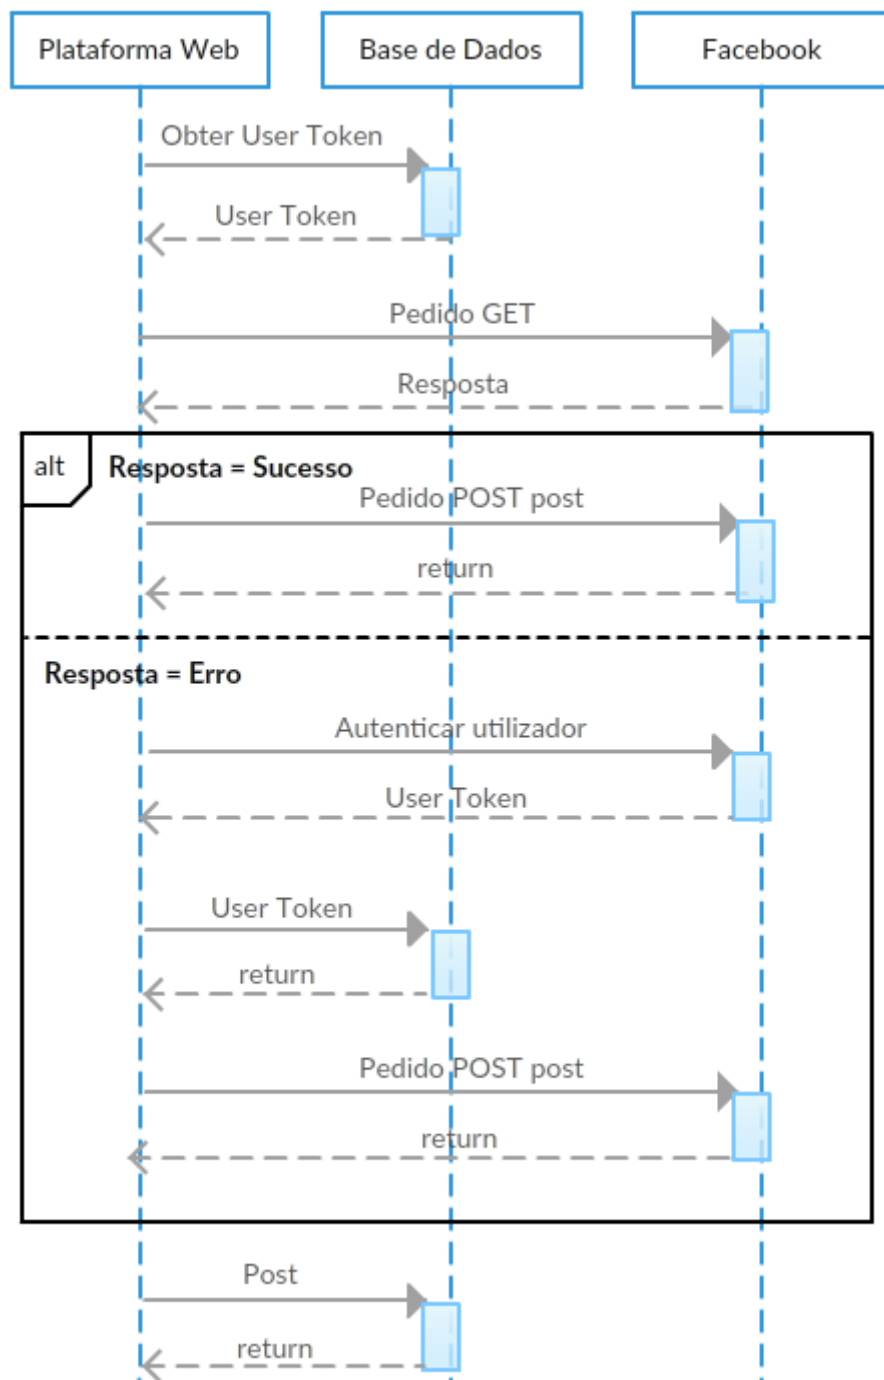 Plataforma Web
Base de Dados
Facebook
Obter User Token
User Token
Pedido GET
Resposta
alt
Resposta = Sucesso
Pedido POST post
return
Resposta = Erro
Autenticar utilizador
User Token
User Token
return
Pedido POST post
return
Post
return